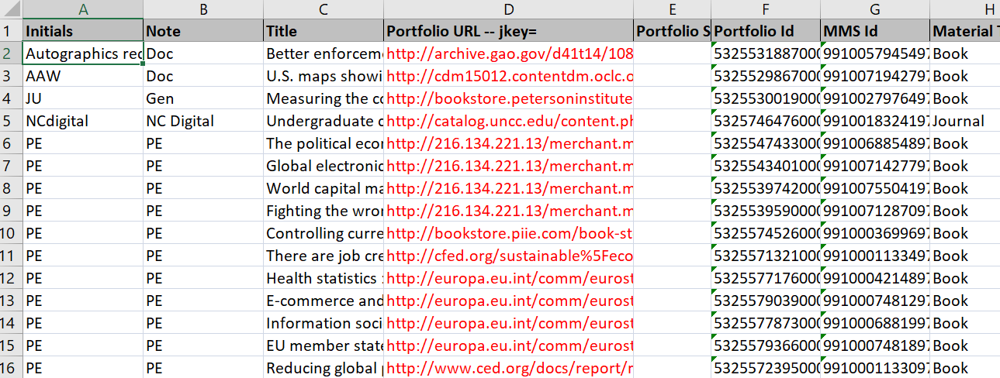 A B C D E F G H
1 Initials Note Title Portfolio URL -- jkey= Portfolio S Portfolio Id MMS Id Material T
2 Autographics rec Doc Better enforcem http://archive.gao.gov/d41t14/108 532553188700 991005794549 Book
3 AAW Doc U.S. maps showi http://cdm15012.contentdm.oclc.o 532552986700 991007194279 Book
4 JU Gen Measuring the co http://bookstore.petersoninstitute 532553001900 991002797649 Book
5 NCdigital NC Digital Undergraduate c http://catalog.uncc.edu/content.ph 532574647600 991001832419 Journal
6 PE PE The political econ http://216.134.221.13/merchant.m 532554743300 991006885489 Book
7 PE PE Global electronic http://216.134.221.13/merchant.m 532554340100 991007142779 Book
8 PE PE World capital ma http://216.134.221.13/merchant.m 532553974200 991007550419 Book
9 PE PE Fighting the wron http://216.134.221.13/merchant.m 532553959000 991007128709 Book
10 PE PE Controlling curre http://bookstore.piie.com/book-st 532557452600 991000369969 Book
11 PE PE There are job cre http://cfed.org/sustainable%5Feco 532557132100 991000113349 Book
12 PE PE Health statistics : http://europa.eu.int/comm/eurost 532557717600 991000421489 Book
13 PE PE E-commerce and http://europa.eu.int/comm/eurost 532557903900 991000748129 Book
14 PE PE Information soci http://europa.eu.int/comm/eurost 532557787300 991000688199 Book
15 PE PE EU member state http://europa.eu.int/comm/eurost 532557936600 991000748189 Book
16 PE PE Reducing global p http://www.ced.org/docs/report/r 532557239500 991000113309 Book